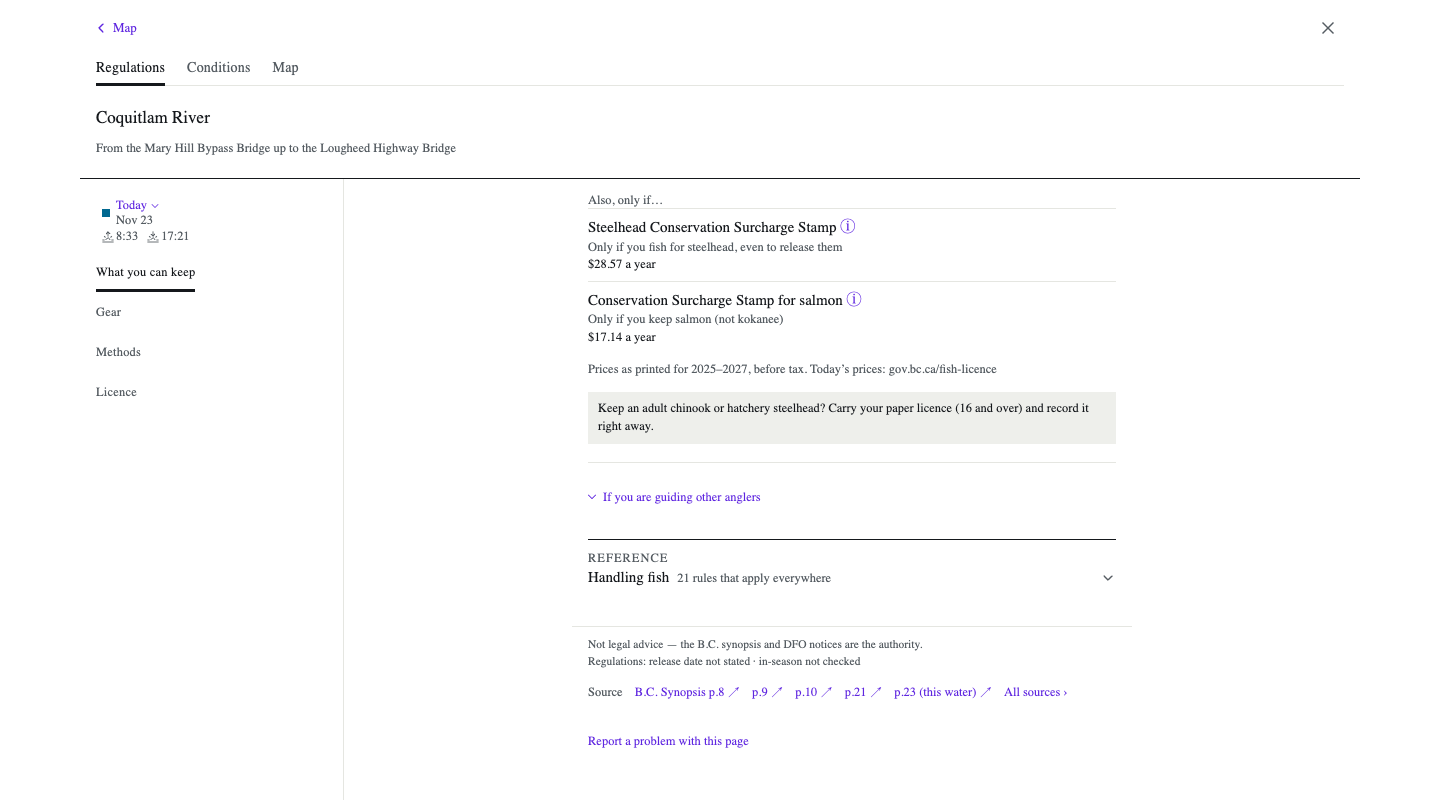 Map
Regulations Conditions Map
Coquitlam River
From the Mary Hill Bypass Bridge up to the Lougheed Highway Bridge
Today
Nov 23
8:33 17:21
What you can keep
Gear
Methods
Licence
Also, only if…
Steelhead Conservation Surcharge Stamp ⓘ
Only if you fish for steelhead, even to release them
$28.57 a year
Conservation Surcharge Stamp for salmon ⓘ
Only if you keep salmon (not kokanee)
$17.14 a year
Prices as printed for 2025–2027, before tax. Today’s prices: gov.bc.ca/fish-licence
Keep an adult chinook or hatchery steelhead? Carry your paper licence (16 and over) and record it
right away.
If you are guiding other anglers
REFERENCE
Handling fish 21 rules that apply everywhere
Not legal advice — the B.C. synopsis and DFO notices are the authority.
Regulations: release date not stated · in-season not checked
Source B.C. Synopsis p.8 ↗ p.9 ↗ p.10 ↗ p.21 ↗ p.23 (this water) ↗ All sources ›
Report a problem with this page